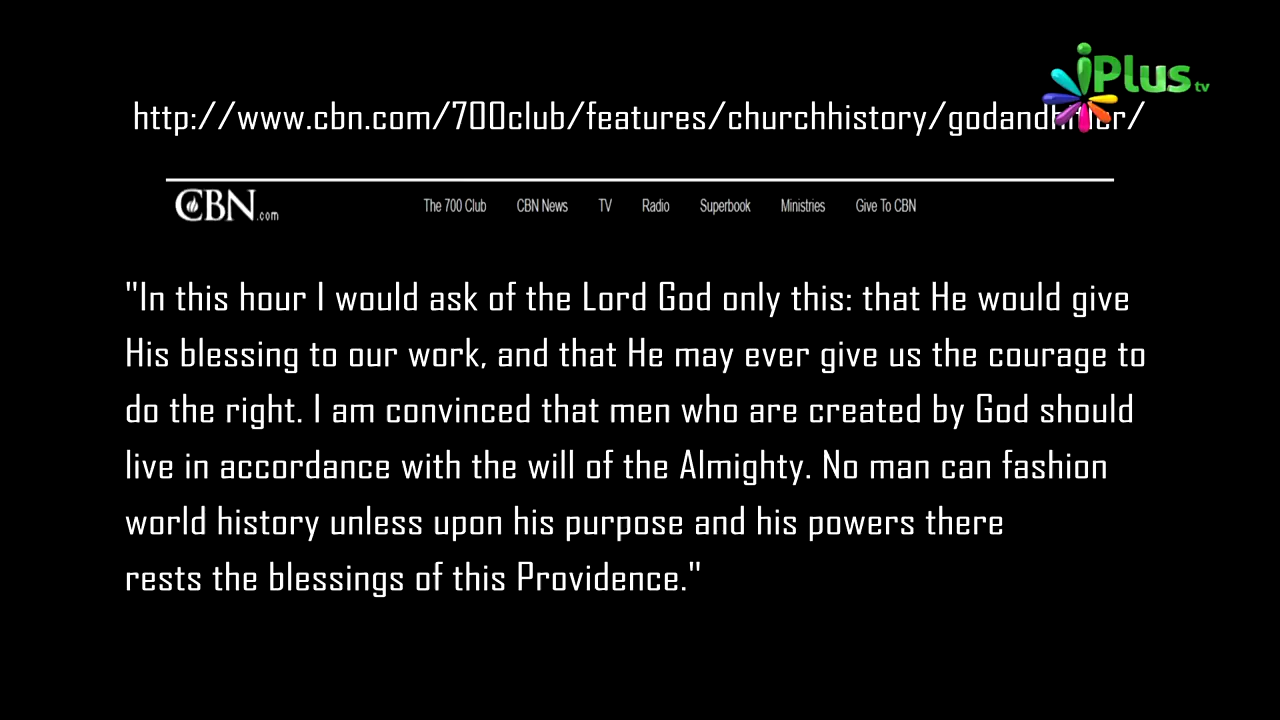 iPlus tv
http://www.cbn.com/700club/features/churchhistory/godandhitler/
CBN.com The 700 Club CBN News TV Radio Superbook Ministries Give To CBN
"In this hour I would ask of the Lord God only this: that He would give
His blessing to our work, and that He may ever give us the courage to
do the right. I am convinced that men who are created by God should
live in accordance with the will of the Almighty. No man can fashion
world history unless upon his purpose and his powers there
rests the blessings of this Providence."